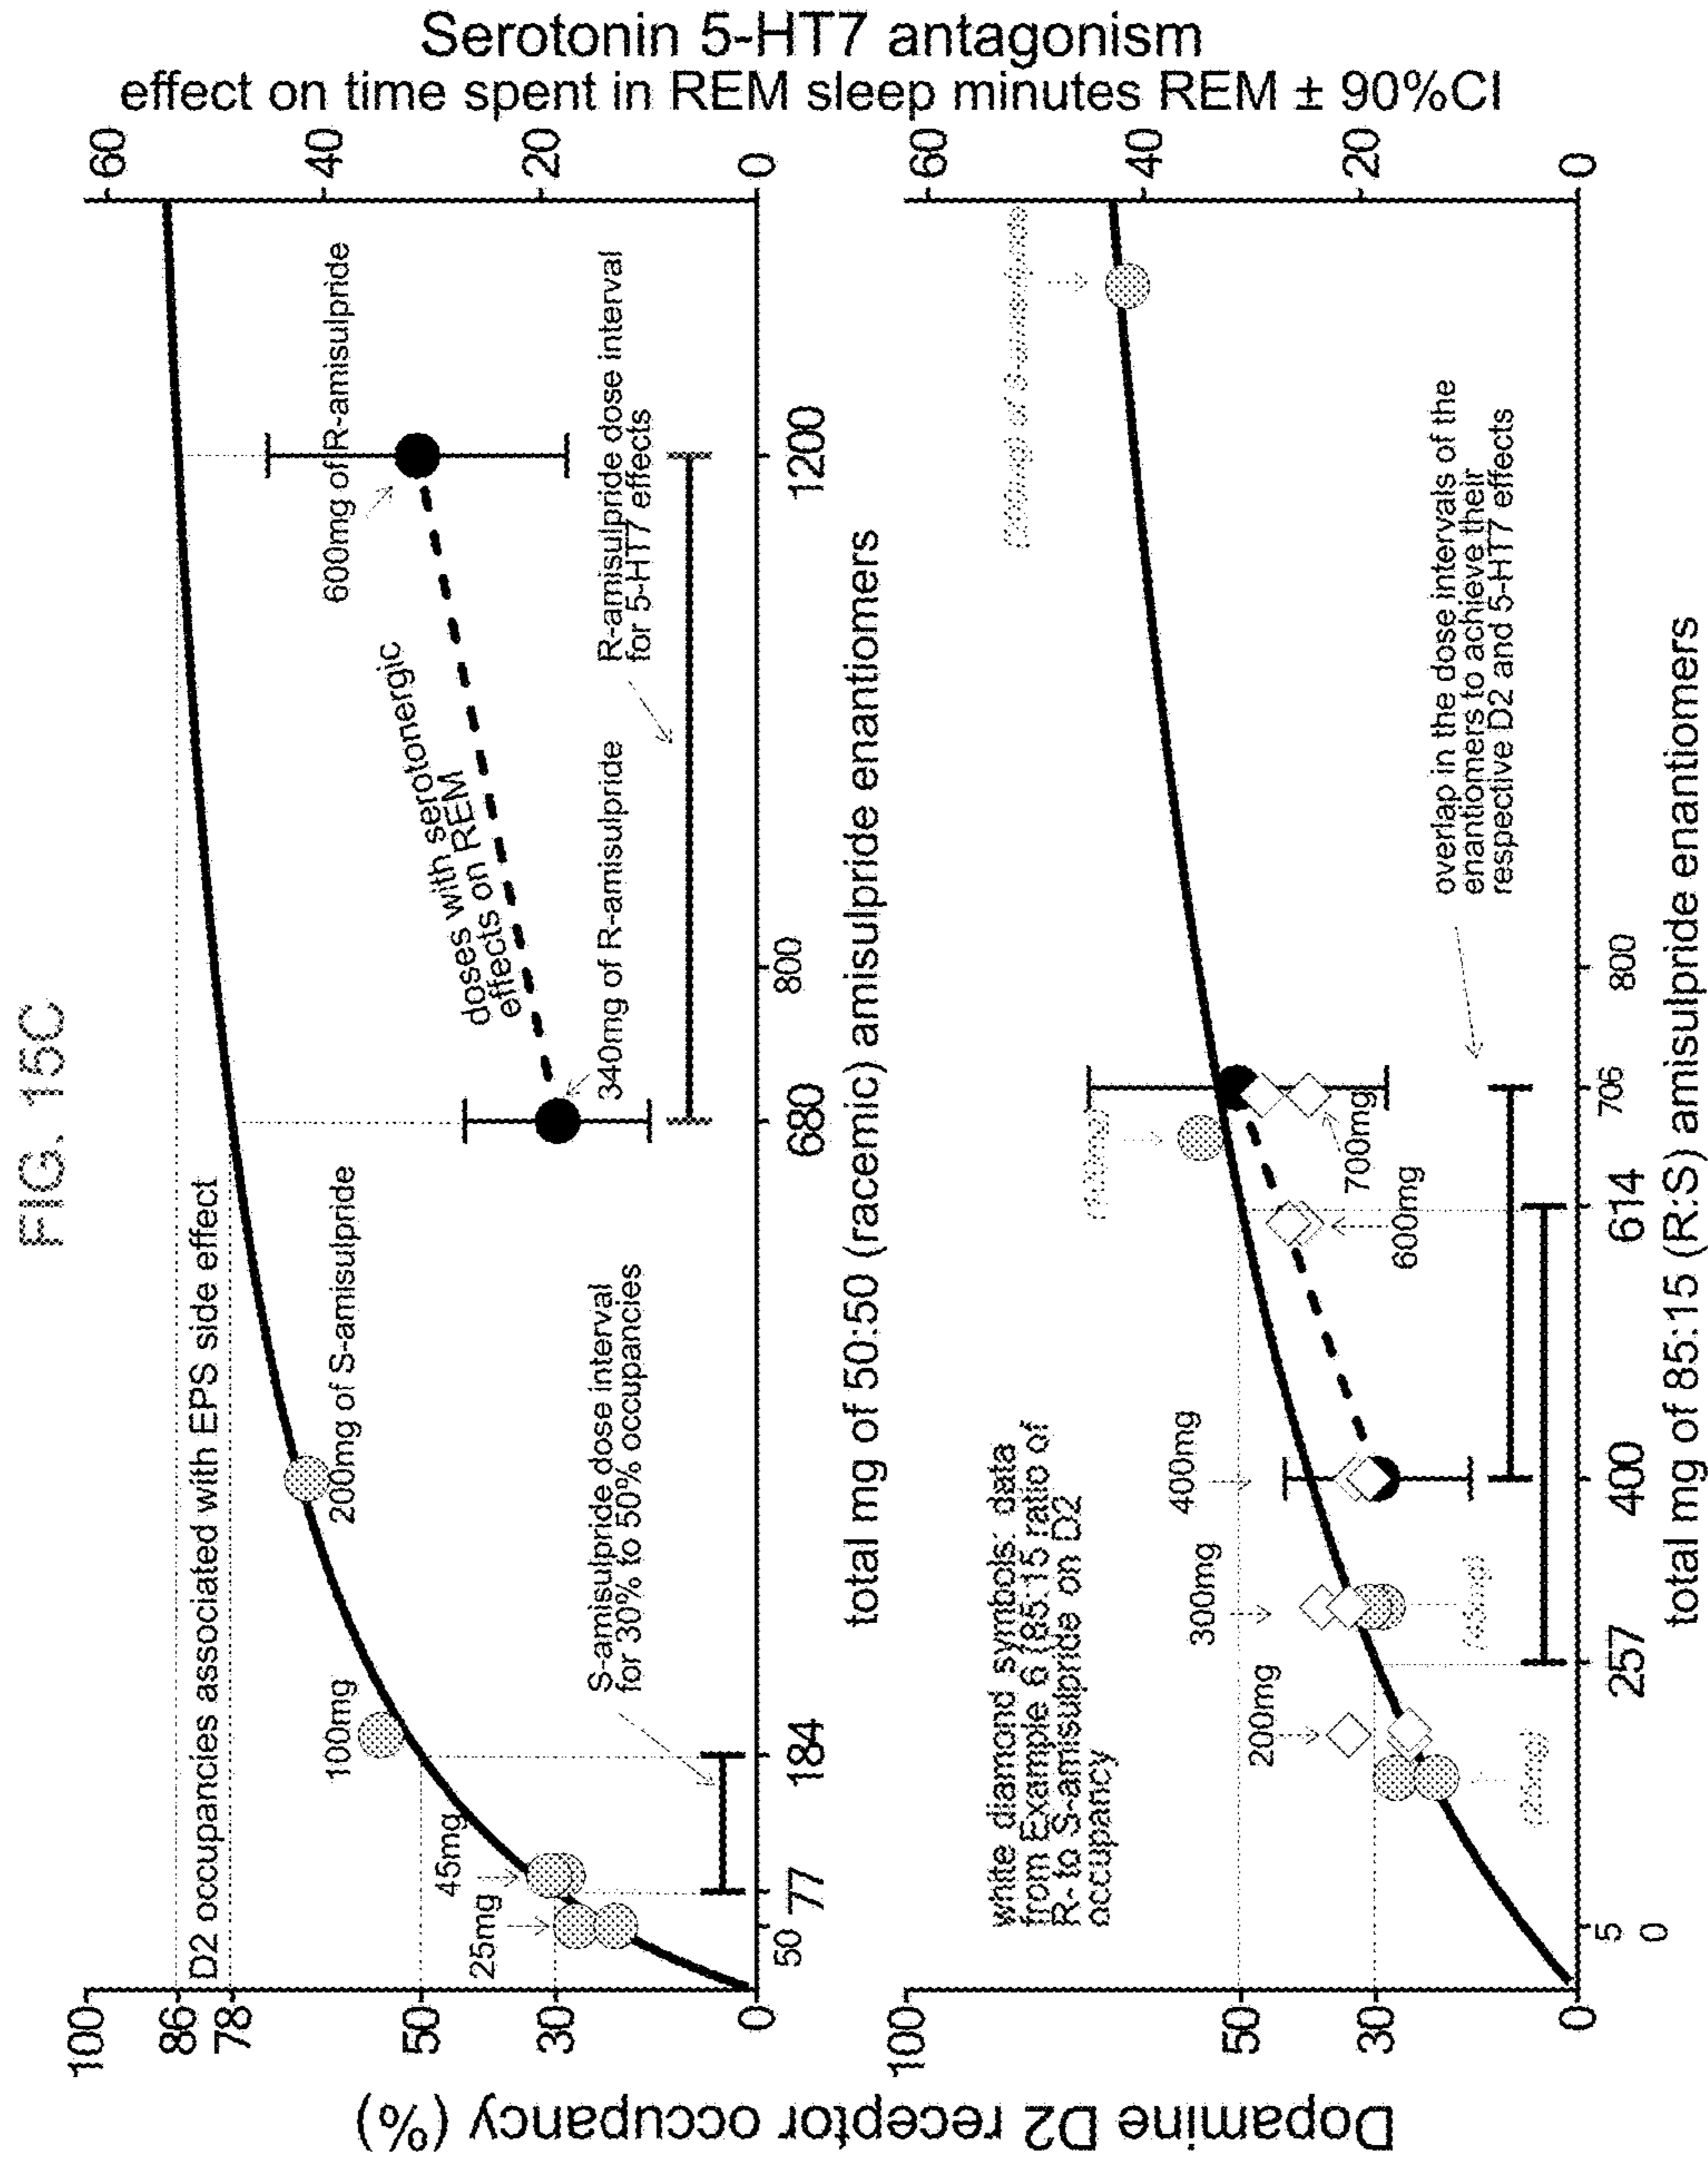 FIG. 15C
Dopamine D2 receptor occupancy (%)
100
86
78
50
30
0
D2 occupancies associated with EPS side effect
25mg
45mg
100mg
200mg of S-amisulpride
S-amisulpride dose interval
for 30% to 50% occupancies
doses with serotonergic
effects on REM
340mg of R-amisulpride
600mg of R-amisulpride
R-amisulpride dose interval
for 5-HT7 effects
60
40
20
0
50
77
184
680
800
1200
total mg of 50:50 (racemic) amisulpride enantiomers
Serotonin 5-HT7 antagonism
effect on time spent in REM sleep minutes REM ± 90%CI
100
50
30
0
white diamond symbols: data
from Example 6 (85:15 ratio of
R- to S-amisulpride on D2
occupancy
200mg
300mg
400mg
600mg
700mg
overlap in the dose intervals of the
enantiomers to achieve their
respective D2 and 5-HT7 effects
60
40
20
0
5
0
257
400
614
706
800
total mg of 85:15 (R:S) amisulpride enantiomers